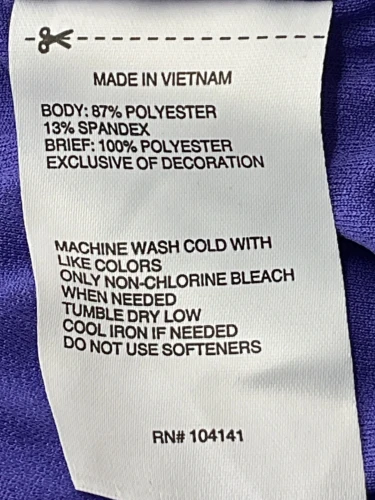 MADE IN VIETNAM
BODY: 87% POLYESTER
13% SPANDEX
BRIEF: 100% POLYESTER
EXCLUSIVE OF DECORATION
MACHINE WASH COLD WITH
LIKE COLORS
ONLY NON-CHLORINE BLEACH
WHEN NEEDED
TUMBLE DRY LOW
COOL IRON IF NEEDED
DO NOT USE SOFTENERS
RN# 104141